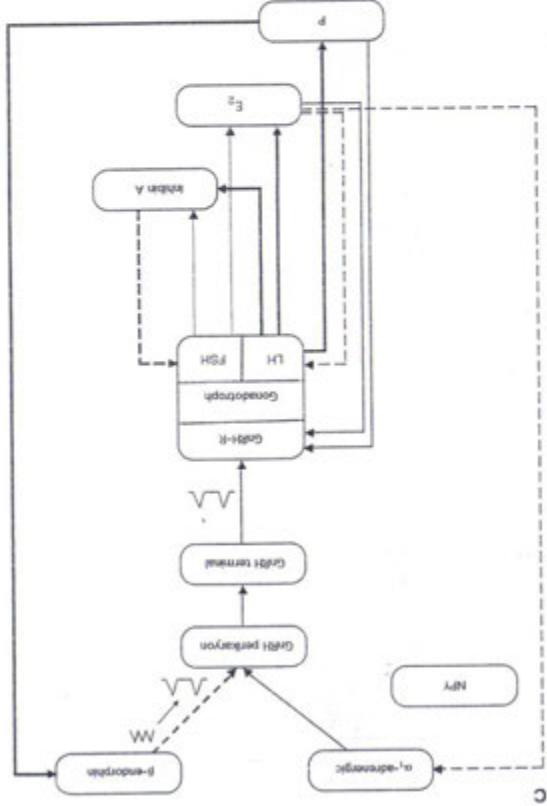 C
α₁-adrenergic
β-endorphin
NPY
GnRH perikaryon
GnRH terminal
GnRH-R
Gonadotroph
LH
FSH
inhibin A
E₂
P